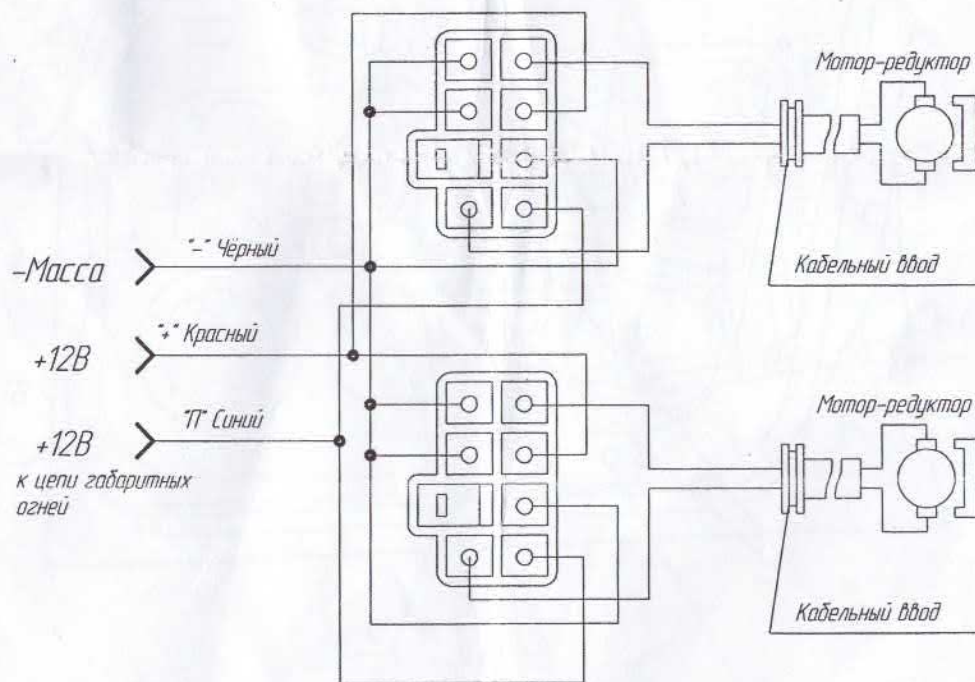 Мотор-редуктор
"-" Чёрный
-Масса
Кабельный ввод
"+" Красный
+12В
Мотор-редуктор
"П" Синий
+12В
к цепи габаритных
огней
Кабельный ввод